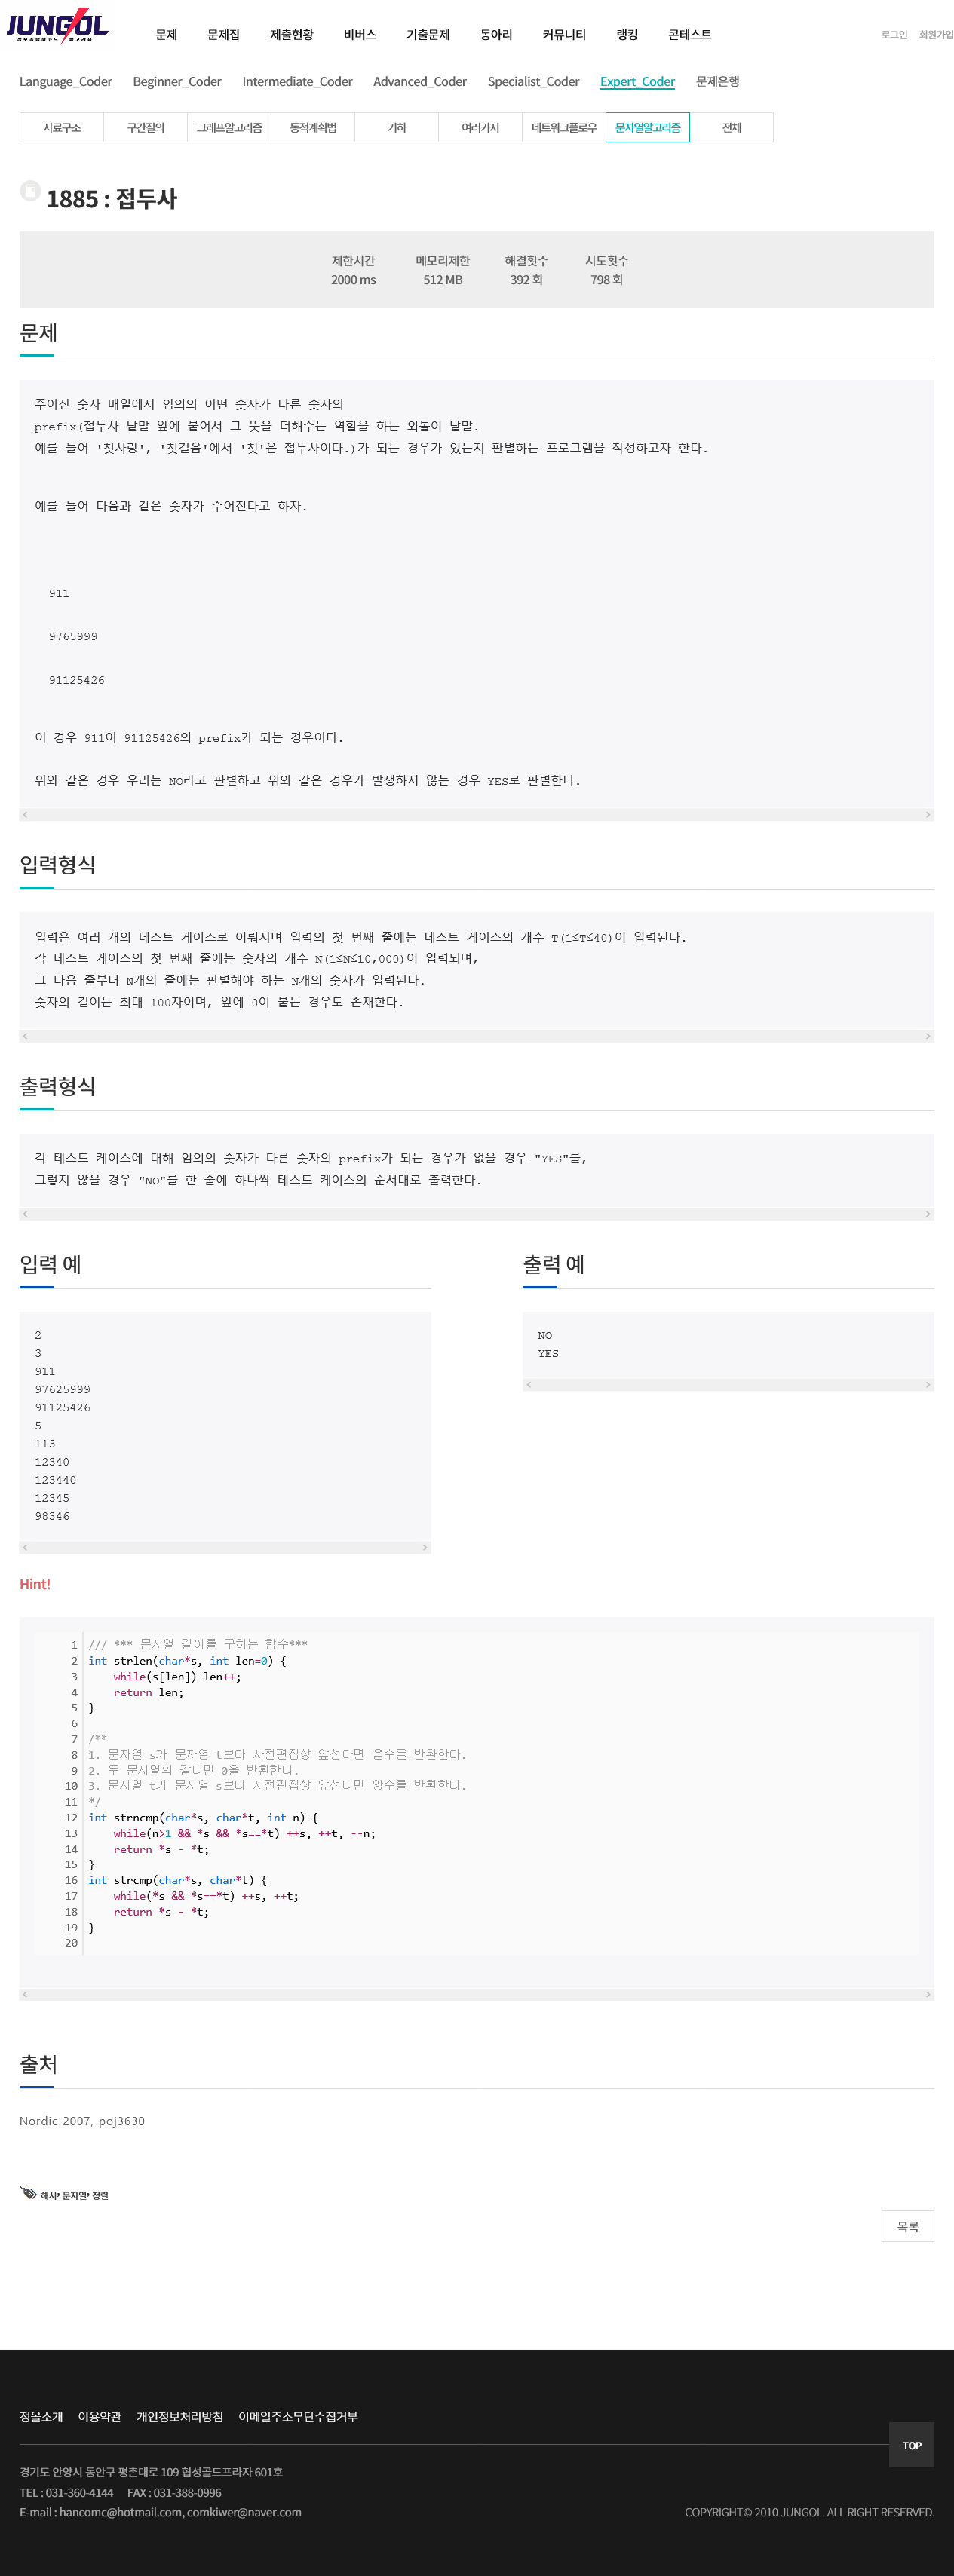 JUNGOL
정보올림피아드 알고리즘
문제 문제집 제출현황 비버스 기출문제 동아리 커뮤니티 랭킹 콘테스트 로그인 회원가입
Language_Coder Beginner_Coder Intermediate_Coder Advanced_Coder Specialist_Coder Expert_Coder 문제은행
자료구조 구간질의 그래프알고리즘 동적계획법 기하 여러가지 네트워크플로우 문자열알고리즘 전체
1885 : 접두사
제한시간 메모리제한 해결횟수 시도횟수
2000 ms 512 MB 392 회 798 회
문제
주어진 숫자 배열에서 임의의 어떤 숫자가 다른 숫자의
prefix(접두사-낱말 앞에 붙어서 그 뜻을 더해주는 역할을 하는 외톨이 낱말.
예를 들어 '첫사랑', '첫걸음'에서 '첫'은 접두사이다.)가 되는 경우가 있는지 판별하는 프로그램을 작성하고자 한다.
예를 들어 다음과 같은 숫자가 주어진다고 하자.
911
9765999
91125426
이 경우 911이 91125426의 prefix가 되는 경우이다.
위와 같은 경우 우리는 NO라고 판별하고 위와 같은 경우가 발생하지 않는 경우 YES로 판별한다.
입력형식
입력은 여러 개의 테스트 케이스로 이뤄지며 입력의 첫 번째 줄에는 테스트 케이스의 개수 T(1≤T≤40)이 입력된다.
각 테스트 케이스의 첫 번째 줄에는 숫자의 개수 N(1≤N≤10,000)이 입력되며,
그 다음 줄부터 N개의 줄에는 판별해야 하는 N개의 숫자가 입력된다.
숫자의 길이는 최대 100자이며, 앞에 0이 붙는 경우도 존재한다.
출력형식
각 테스트 케이스에 대해 임의의 숫자가 다른 숫자의 prefix가 되는 경우가 없을 경우 "YES"를,
그렇지 않을 경우 "NO"를 한 줄에 하나씩 테스트 케이스의 순서대로 출력한다.
입력 예
2
3
911
97625999
91125426
5
113
12340
123440
12345
98346
출력 예
NO
YES
Hint!
1 /// *** 문자열 길이를 구하는 함수***
2 int strlen(char*s, int len=0) {
3 while(s[len]) len++;
4 return len;
5 }
6
7 /**
8 1. 문자열 s가 문자열 t보다 사전편집상 앞선다면 음수를 반환한다.
9 2. 두 문자열의 같다면 0을 반환한다.
10 3. 문자열 t가 문자열 s보다 사전편집상 앞선다면 양수를 반환한다.
11 */
12 int strncmp(char*s, char*t, int n) {
13 while(n>1 && *s && *s==*t) ++s, ++t, --n;
14 return *s - *t;
15 }
16 int strcmp(char*s, char*t) {
17 while(*s && *s==*t) ++s, ++t;
18 return *s - *t;
19 }
20
출처
Nordic 2007, poj3630
해시, 문자열, 정렬
목록
정올소개 이용약관 개인정보처리방침 이메일주소무단수집거부
TOP
경기도 안양시 동안구 평촌대로 109 협성골드프라자 601호
TEL : 031-360-4144 FAX : 031-388-0996
E-mail : hancomc@hotmail.com, comkiwer@naver.com
COPYRIGHT© 2010 JUNGOL. ALL RIGHT RESERVED.